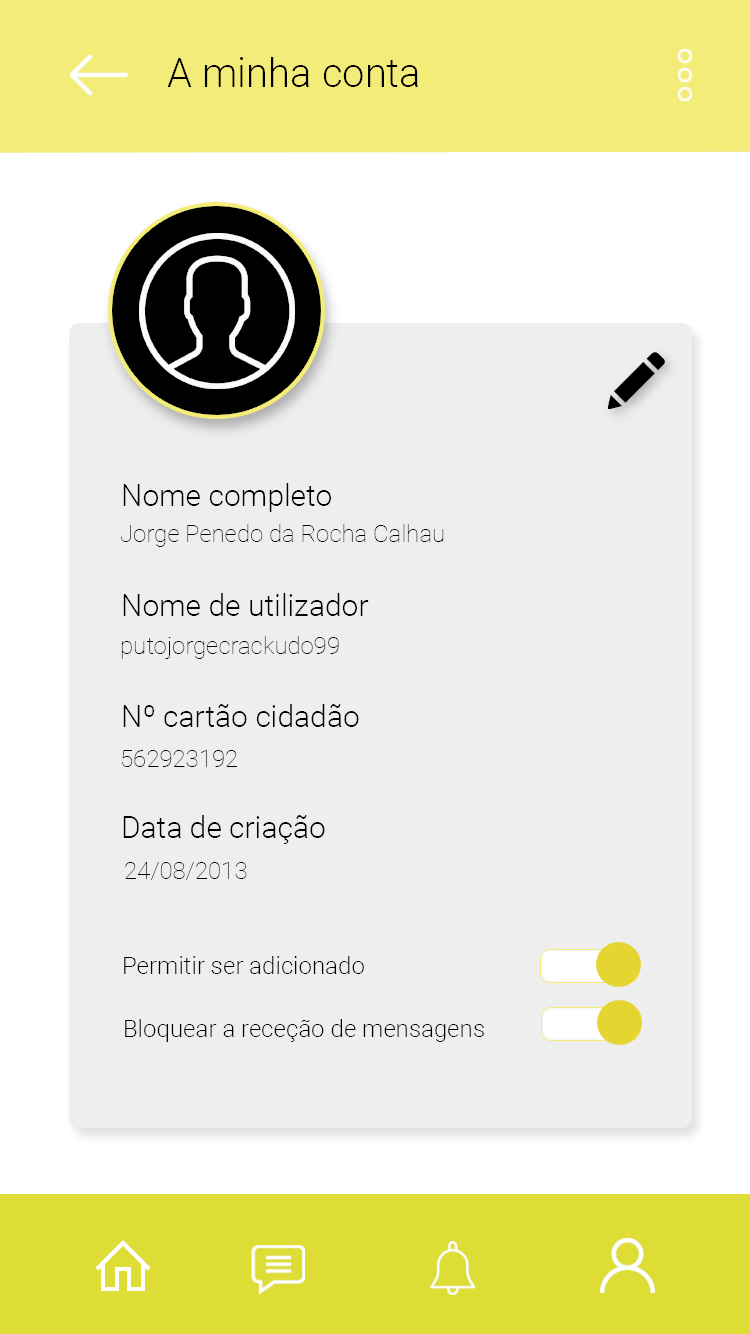 A minha conta
Nome completo
Jorge Penedo da Rocha Calhau
Nome de utilizador
putojorgecrackudo99
Nº cartão cidadão
562923192
Data de criação
24/08/2013
Permitir ser adicionado
Bloquear a receção de mensagens